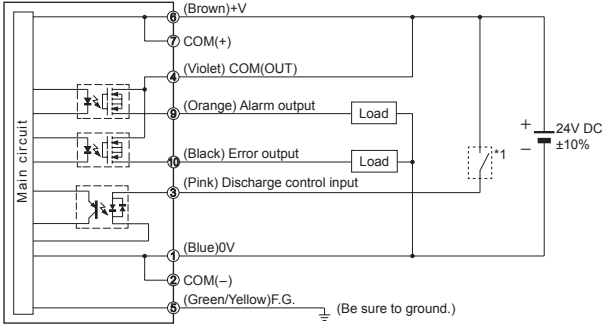 ⑥ (Brown)+V
⑦ COM(+)
④ (Violet) COM(OUT)
⑨ (Orange) Alarm output
Load
⑩ (Black) Error output
Load
③ (Pink) Discharge control input
*1
+
−
24V DC
±10%
① (Blue)0V
② COM(−)
⑤ (Green/Yellow)F.G.
(Be sure to ground.)
Main circuit